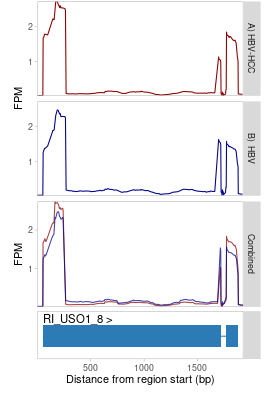 A) HBV-HCC
2
1
FPM
B) HBV
2
1
Combined
2
1
FPM
RI_USO1_8 >
500 1000 1500
Distance from region start (bp)